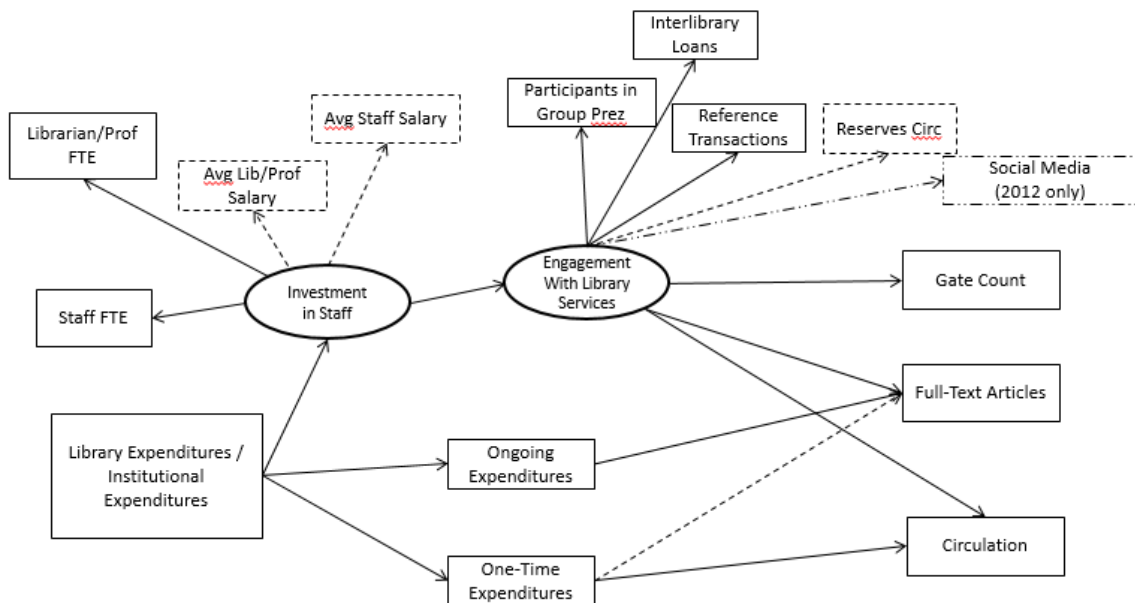 Interlibrary
Loans
Participants in
Group Prez
Reference
Transactions
Reserves Circ
Social Media
(2012 only)
Avg Staff Salary
Librarian/Prof
FTE
Avg Lib/Prof
Salary
Engagement
With Library
Services
Investment
in Staff
Gate Count
Staff FTE
Full-Text Articles
Library Expenditures /
Institutional
Expenditures
Ongoing
Expenditures
Circulation
One-Time
Expenditures